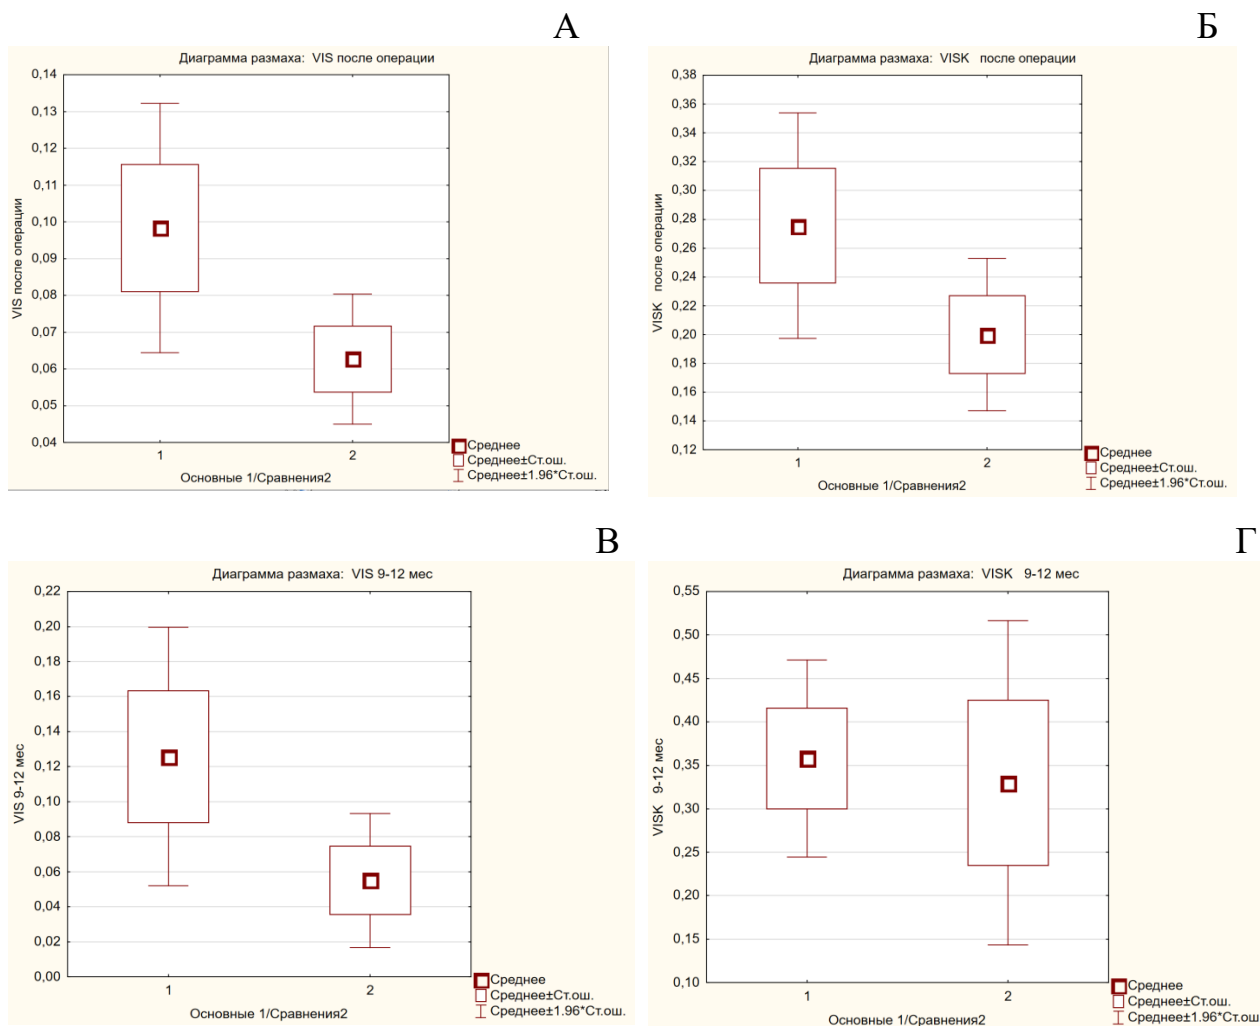 А
Диаграмма размаха: VIS после операции
0,14
0,13
0,12
0,11
0,10
0,09
0,08
0,07
0,06
0,05
0,04
VIS после операции
1
2
Основные 1/Сравнения2
Среднее
Среднее±Ст.ош.
Среднее±1.96*Ст.ош.
Б
Диаграмма размаха: VISK после операции
0,38
0,36
0,34
0,32
0,30
0,28
0,26
0,24
0,22
0,20
0,18
0,16
0,14
0,12
VISK после операции
1
2
Основные 1/Сравнения2
Среднее
Среднее±Ст.ош.
Среднее±1.96*Ст.ош.
В
Диаграмма размаха: VIS 9-12 мес
0,22
0,20
0,18
0,16
0,14
0,12
0,10
0,08
0,06
0,04
0,02
0,00
VIS 9-12 мес
1
2
Основные 1/Сравнения2
Среднее
Среднее±Ст.ош.
Среднее±1.96*Ст.ош.
Г
Диаграмма размаха: VISK 9-12 мес
0,55
0,50
0,45
0,40
0,35
0,30
0,25
0,20
0,15
0,10
VISK 9-12 мес
1
2
Основные 1/Сравнения2
Среднее
Среднее±Ст.ош.
Среднее±1.96*Ст.ош.